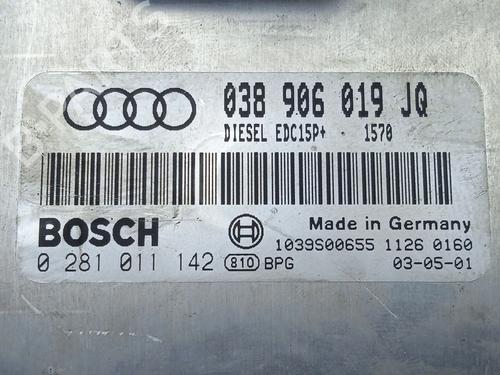 038 906 019 JQ
DIESEL EDC15P+ · 1570
BOSCH
Made in Germany
1039S00655 1126 0160
0 281 011 142
810 BPG
03-05-01